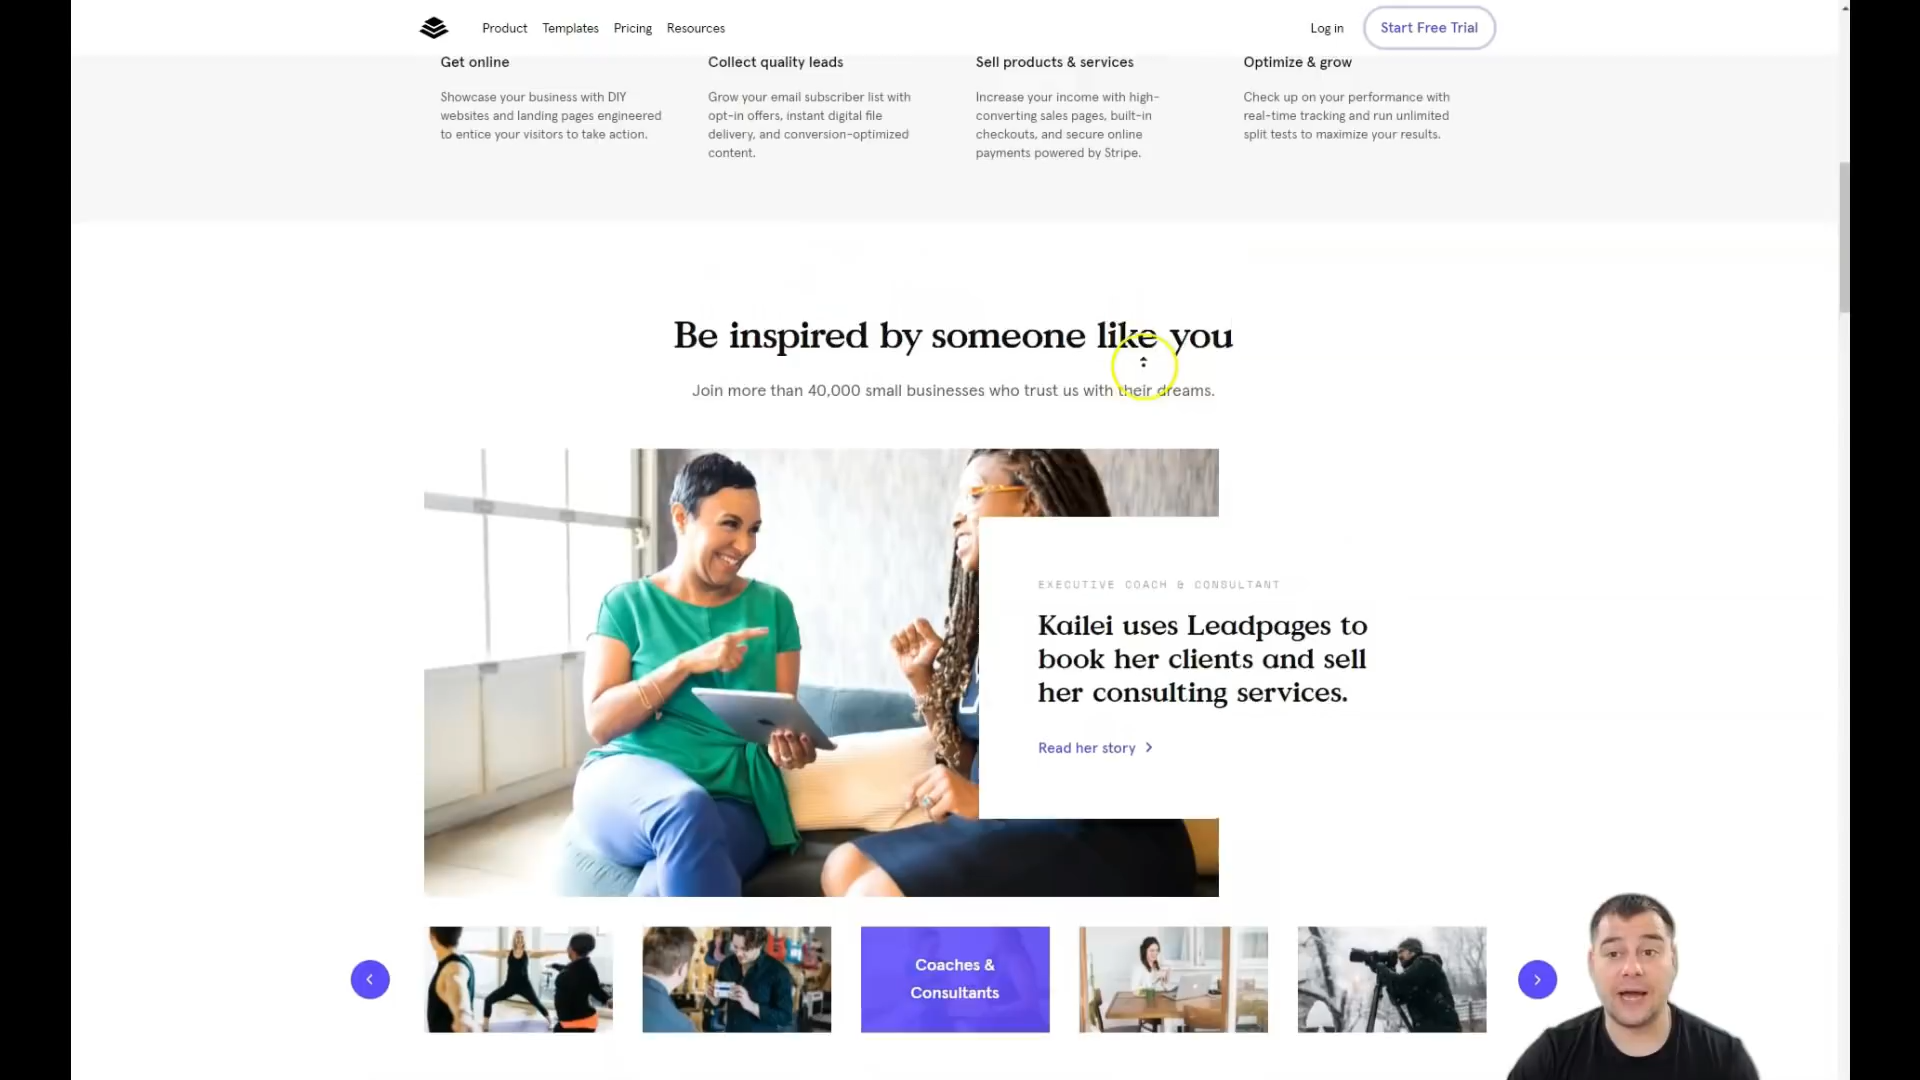 Product Templates Pricing Resources Log in Start Free Trial
Get online
Showcase your business with DIY
websites and landing pages engineered
to entice your visitors to take action.
Collect quality leads
Grow your email subscriber list with
opt-in offers, instant digital file
delivery, and conversion-optimized
content.
Sell products & services
Increase your income with high-
converting sales pages, built-in
checkouts, and secure online
payments powered by Stripe.
Optimize & grow
Check up on your performance with
real-time tracking and run unlimited
split tests to maximize your results.
Be inspired by someone like you
Join more than 40,000 small businesses who trust us with their dreams.
EXECUTIVE COACH & CONSULTANT
Kailei uses Leadpages to
book her clients and sell
her consulting services.
Read her story
Coaches &
Consultants